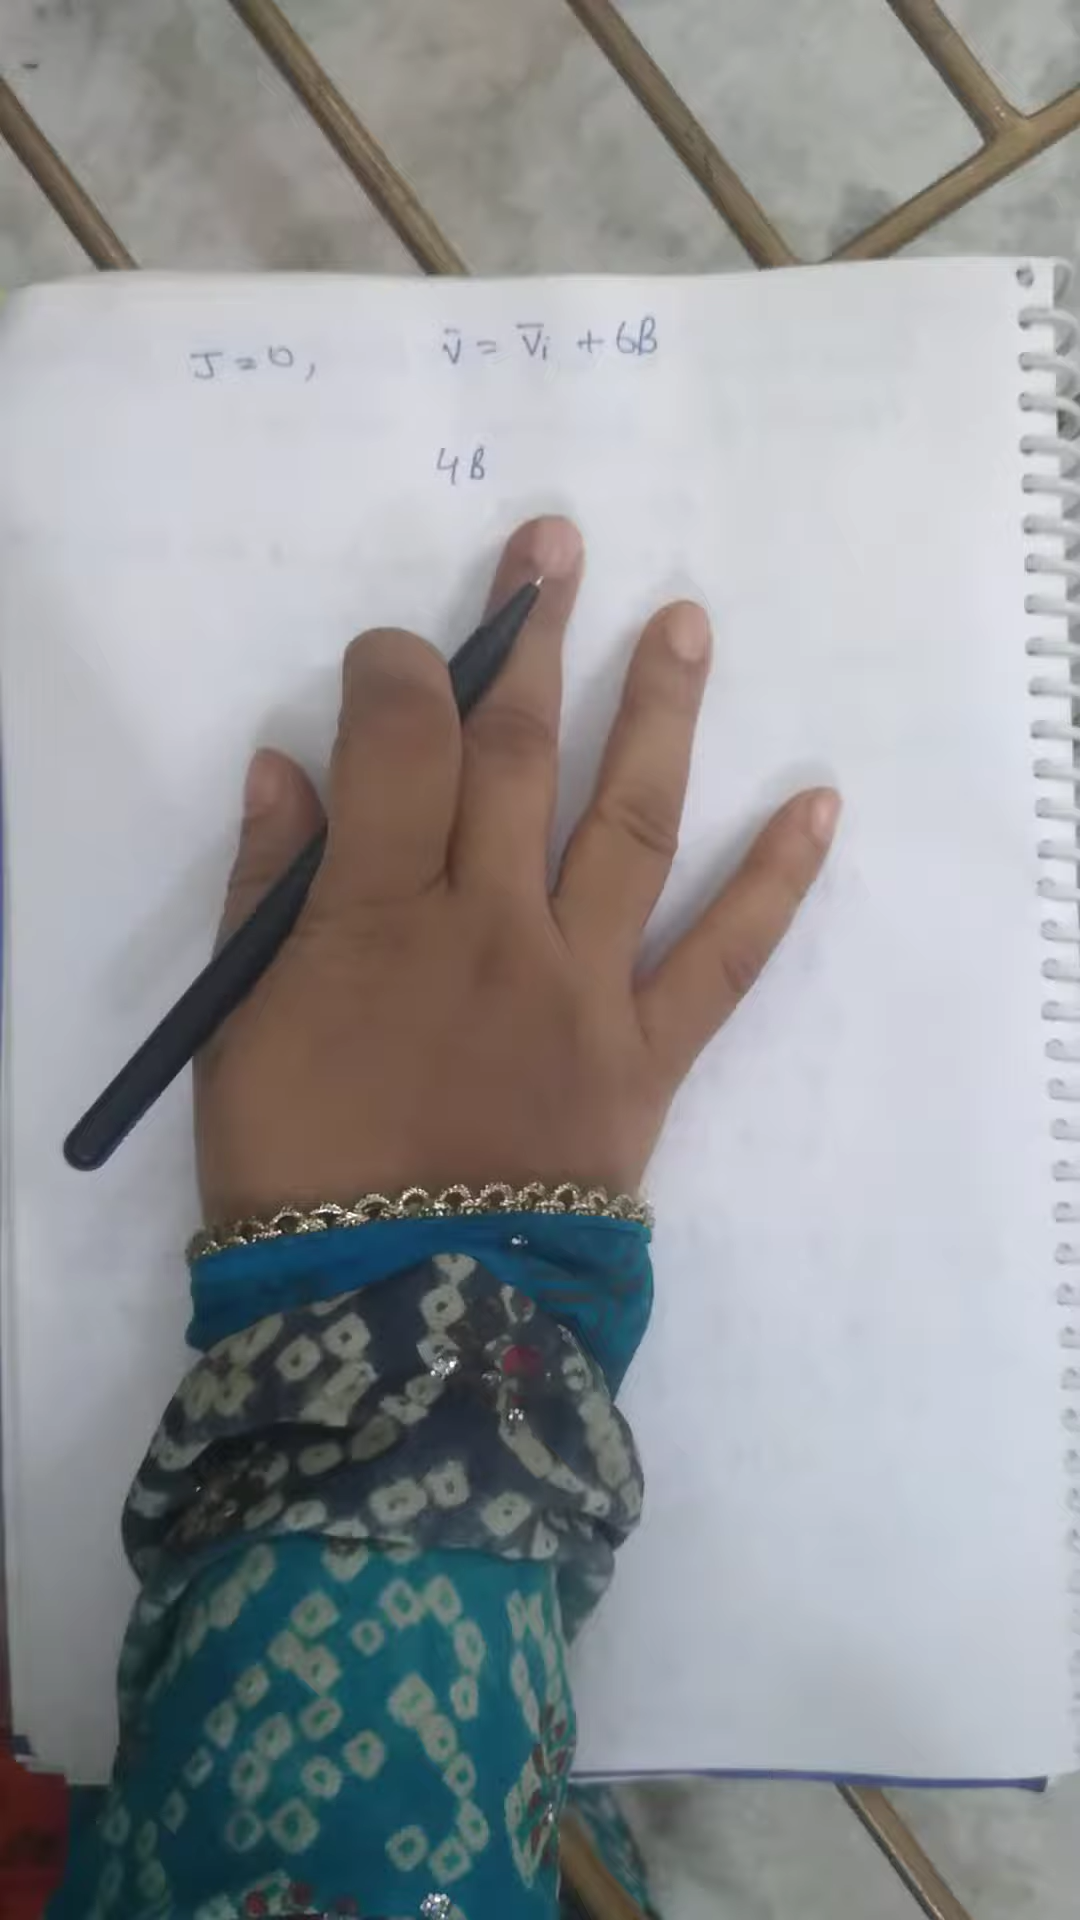 J = 0, v̄ = v̄i + 6B
4B